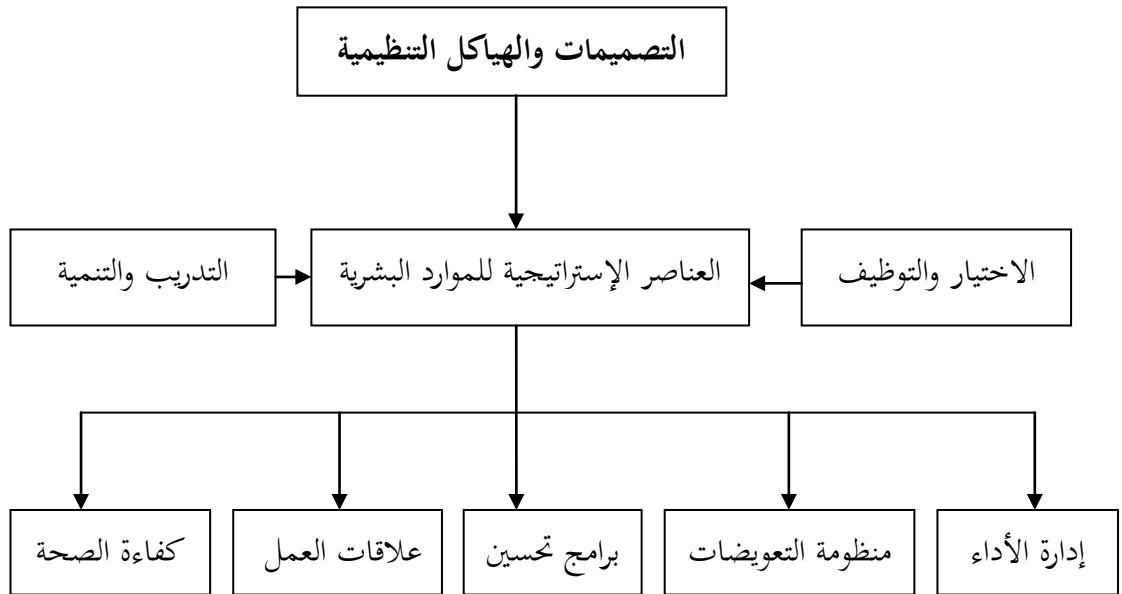 التصميمات والهياكل التنظيمية
الاختيار والتوظيف
العناصر الإستراتيجية للموارد البشرية
التدريب والتنمية
إدارة الأداء
منظومة التعويضات
برامج تحسين
علاقات العمل
كفاءة الصحة